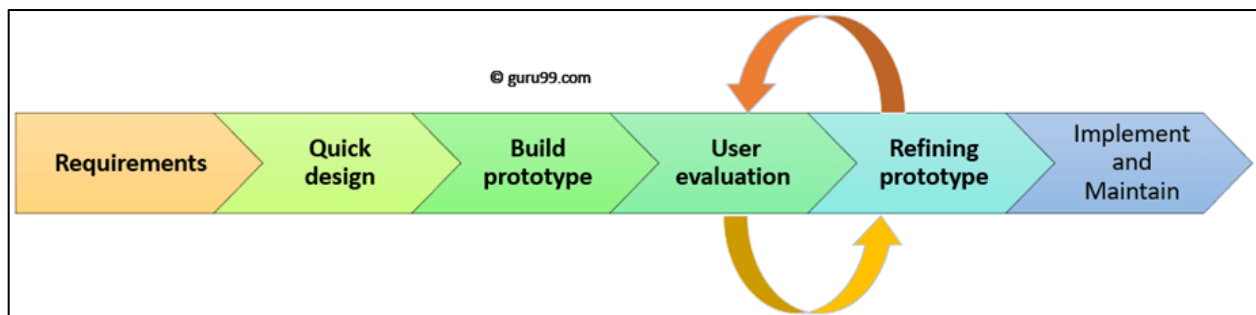 © guru99.com
Requirements
Quick
design
Build
prototype
User
evaluation
Refining
prototype
Implement
and
Maintain